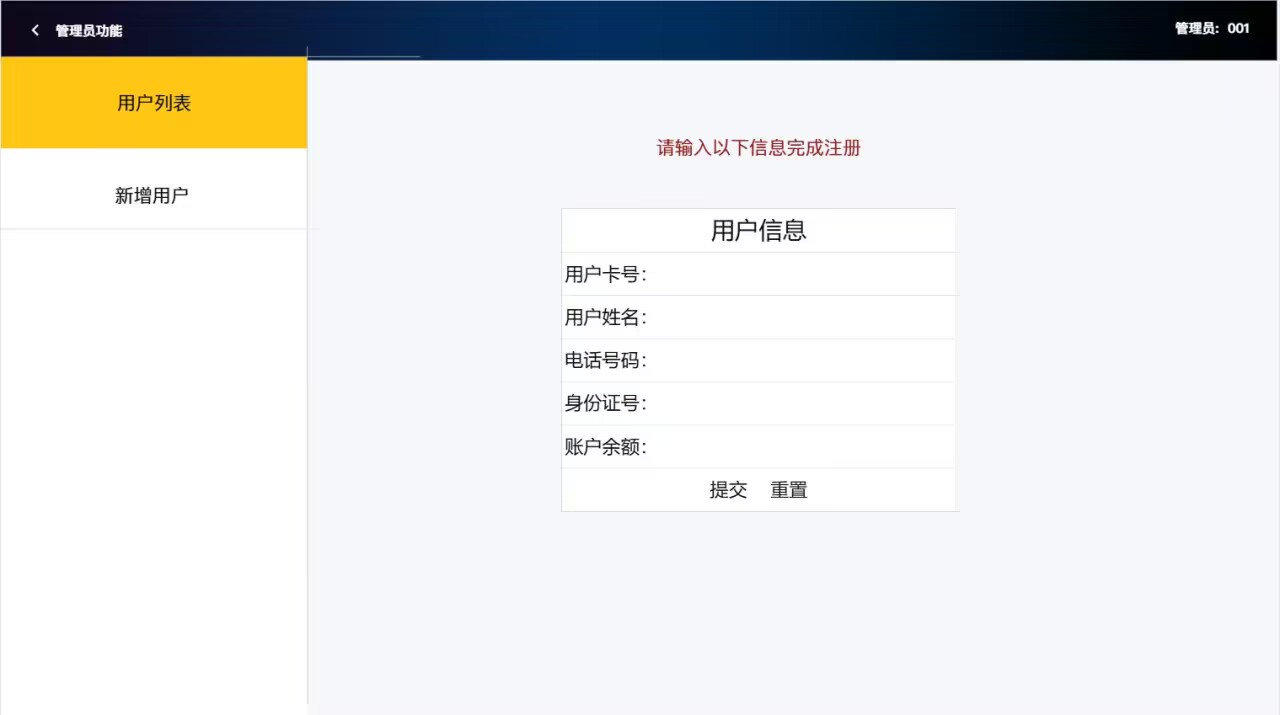 管理员功能
管理员：001
用户列表
新增用户
请输入以下信息完成注册
用户信息
用户卡号：
用户姓名：
电话号码：
身份证号：
账户余额：
提交 重置